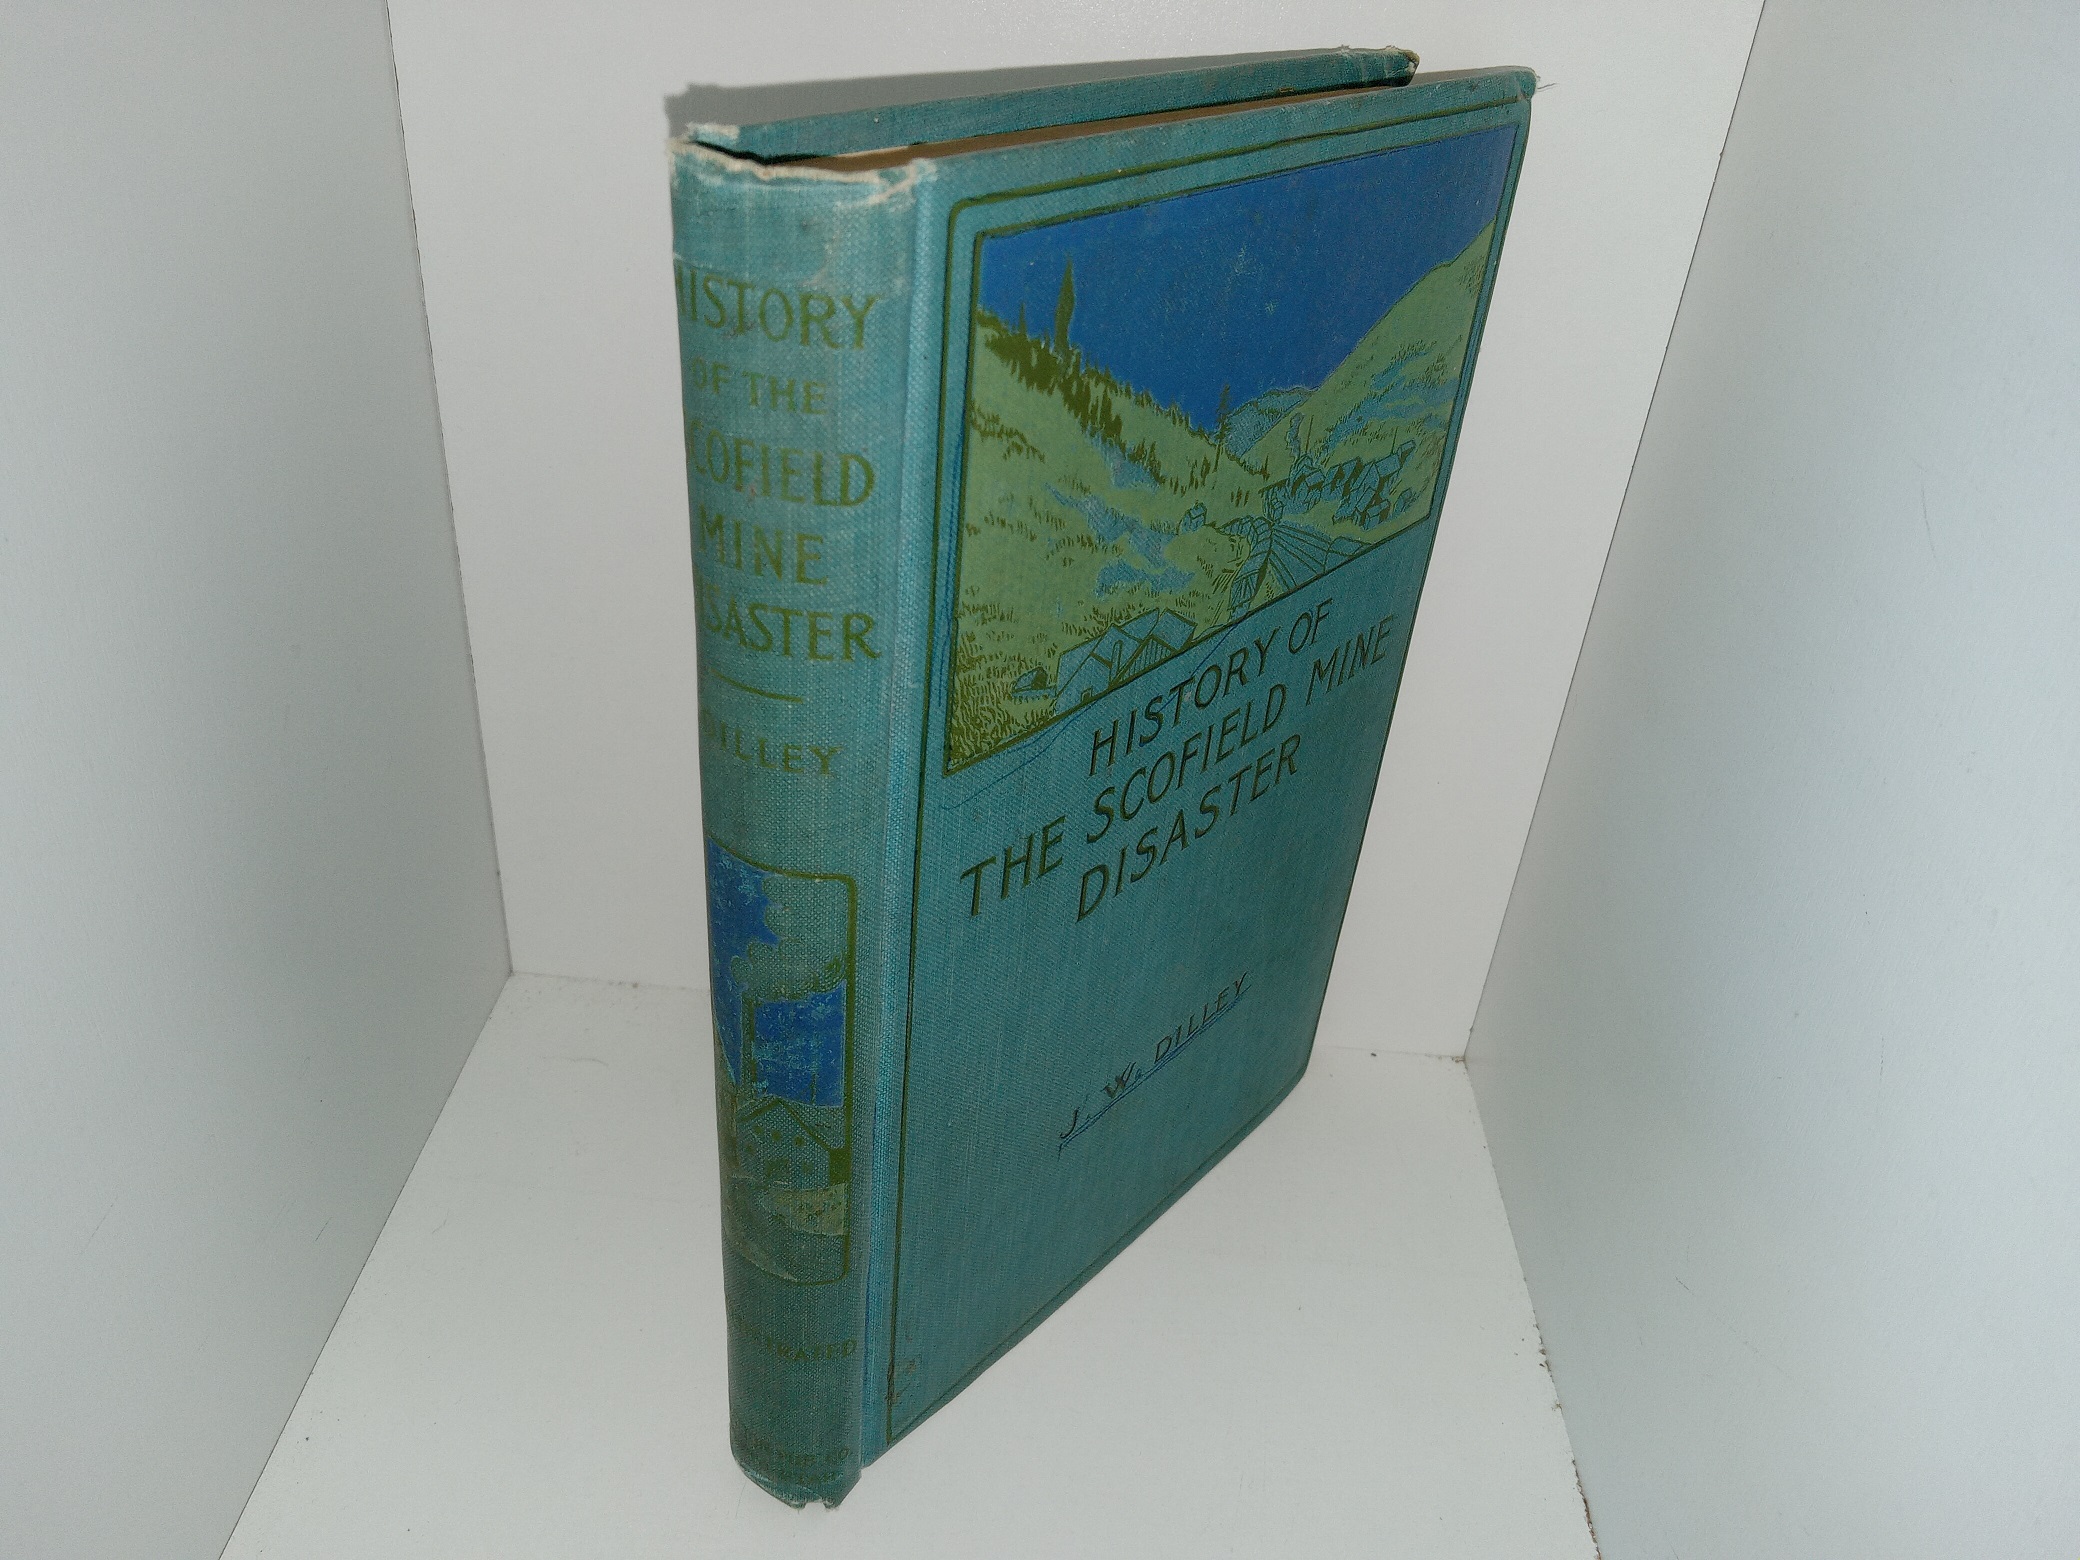 HISTORY
OF THE
SCOFIELD
MINE
DISASTER
DILLEY
HISTORY OF
THE SCOFIELD MINE
DISASTER
J. W. DILLEY